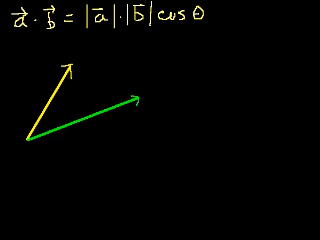 a⃗ · b⃗ = |a⃗| · |b⃗| cos θ